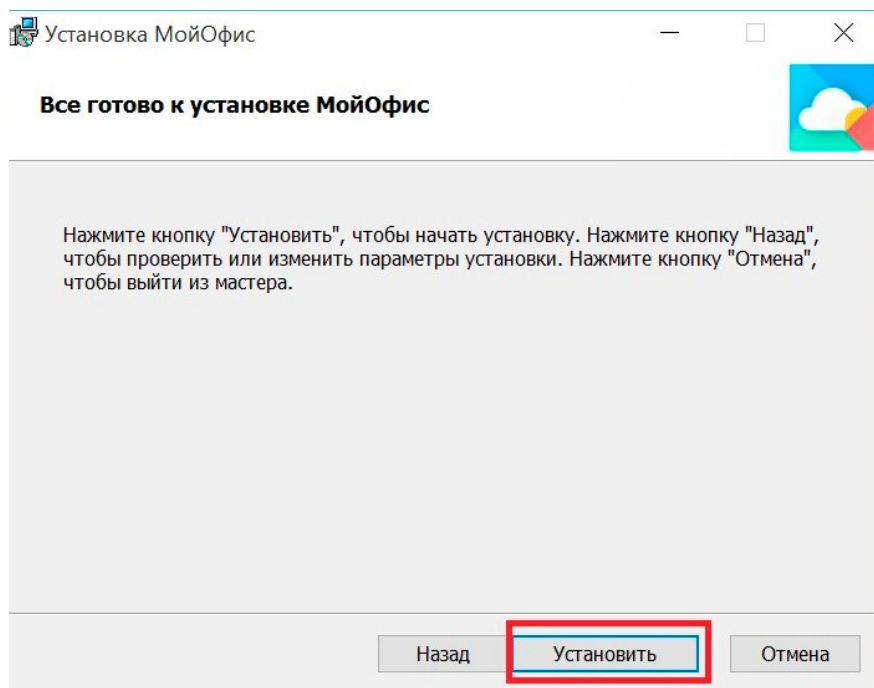 Установка МойОфис
Все готово к установке МойОфис
Нажмите кнопку "Установить", чтобы начать установку. Нажмите кнопку "Назад",
чтобы проверить или изменить параметры установки. Нажмите кнопку "Отмена",
чтобы выйти из мастера.
Назад Установить Отмена